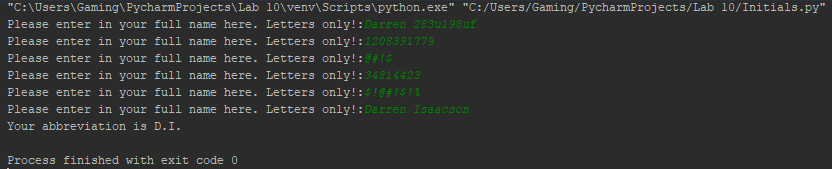 "C:\Users\Gaming\PycharmProjects\Lab 10\venv\Scripts\python.exe" "C:/Users/Gaming/PycharmProjects/Lab 10/Initials.py"
Please enter in your full name here. Letters only!:Darren 283u198uf
Please enter in your full name here. Letters only!:1208391779
Please enter in your full name here. Letters only!:@#!$
Please enter in your full name here. Letters only!:34814423
Please enter in your full name here. Letters only!:$!@#!$!%
Please enter in your full name here. Letters only!:Darren Isaacson
Your abbreviation is D.I.
Process finished with exit code 0